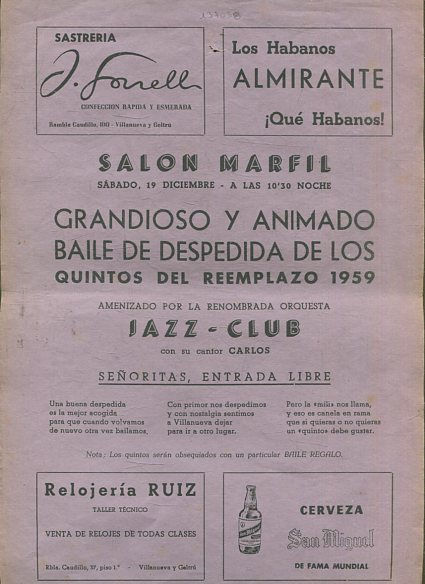 SASTRERIA
J. Sorrell
CONFECCION RAPIDA Y ESMERADA
Rambla Caudillo, 100 - Villanueva y Geltrú
Los Habanos
ALMIRANTE
¡Qué Habanos!
SALON MARFIL
SÁBADO, 19 DICIEMBRE - A LAS 10'30 NOCHE
GRANDIOSO Y ANIMADO
BAILE DE DESPEDIDA DE LOS
QUINTOS DEL REEMPLAZO 1959
AMENIZADO POR LA RENOMBRADA ORQUESTA
JAZZ - CLUB
con su cantor CARLOS
SEÑORITAS, ENTRADA LIBRE
Una buena despedida
es la mejor acogida
para que cuando volvamos
de nuevo otra vez bailamos.
Con primor nos despedimos
y con nostalgia sentimos
a Villanueva dejar
para ir a otro lugar.
Pero la «mili» nos llama,
y eso es canela en rama
que si quieras o no quieras
un «quinto» debe gustar.
Nota: Los quintos serán obsequiados con un particular BAILE REGALO.
Relojería RUIZ
TALLER TÉCNICO
VENTA DE RELOJES DE TODAS CLASES
Rbla. Caudillo, 37, piso 1.° - Villanueva y Geltrú
CERVEZA
San Miguel
DE FAMA MUNDIAL